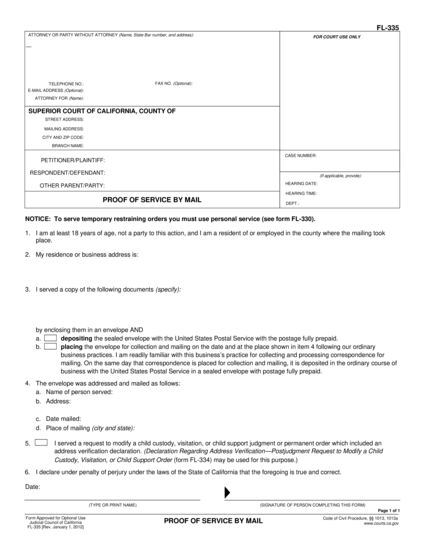 FL-335
ATTORNEY OR PARTY WITHOUT ATTORNEY (Name, State Bar number, and address):
FOR COURT USE ONLY
TELEPHONE NO.:
FAX NO. (Optional):
E-MAIL ADDRESS (Optional):
ATTORNEY FOR (Name):
SUPERIOR COURT OF CALIFORNIA, COUNTY OF
STREET ADDRESS:
MAILING ADDRESS:
CITY AND ZIP CODE:
BRANCH NAME:
PETITIONER/PLAINTIFF:
RESPONDENT/DEFENDANT:
OTHER PARENT/PARTY:
CASE NUMBER:
(If applicable, provide):
HEARING DATE:
HEARING TIME:
DEPT.:
PROOF OF SERVICE BY MAIL
NOTICE: To serve temporary restraining orders you must use personal service (see form FL-330).
1. I am at least 18 years of age, not a party to this action, and I am a resident of or employed in the county where the mailing took
place.
2. My residence or business address is:
3. I served a copy of the following documents (specify):
by enclosing them in an envelope AND
a. depositing the sealed envelope with the United States Postal Service with the postage fully prepaid.
b. placing the envelope for collection and mailing on the date and at the place shown in item 4 following our ordinary
business practices. I am readily familiar with this business's practice for collecting and processing correspondence for
mailing. On the same day that correspondence is placed for collection and mailing, it is deposited in the ordinary course of
business with the United States Postal Service in a sealed envelope with postage fully prepaid.
4. The envelope was addressed and mailed as follows:
a. Name of person served:
b. Address:
c. Date mailed:
d. Place of mailing (city and state):
5. I served a request to modify a child custody, visitation, or child support judgment or permanent order which included an
address verification declaration. (Declaration Regarding Address Verification—Postjudgment Request to Modify a Child
Custody, Visitation, or Child Support Order (form FL-334) may be used for this purpose.)
6. I declare under penalty of perjury under the laws of the State of California that the foregoing is true and correct.
Date:
(TYPE OR PRINT NAME)
(SIGNATURE OF PERSON COMPLETING THIS FORM)
Page 1 of 1
Form Approved for Optional Use
Judicial Council of California
FL-335 [Rev. January 1, 2012]
PROOF OF SERVICE BY MAIL
Code of Civil Procedure, §§ 1013, 1013a
www.courts.ca.gov